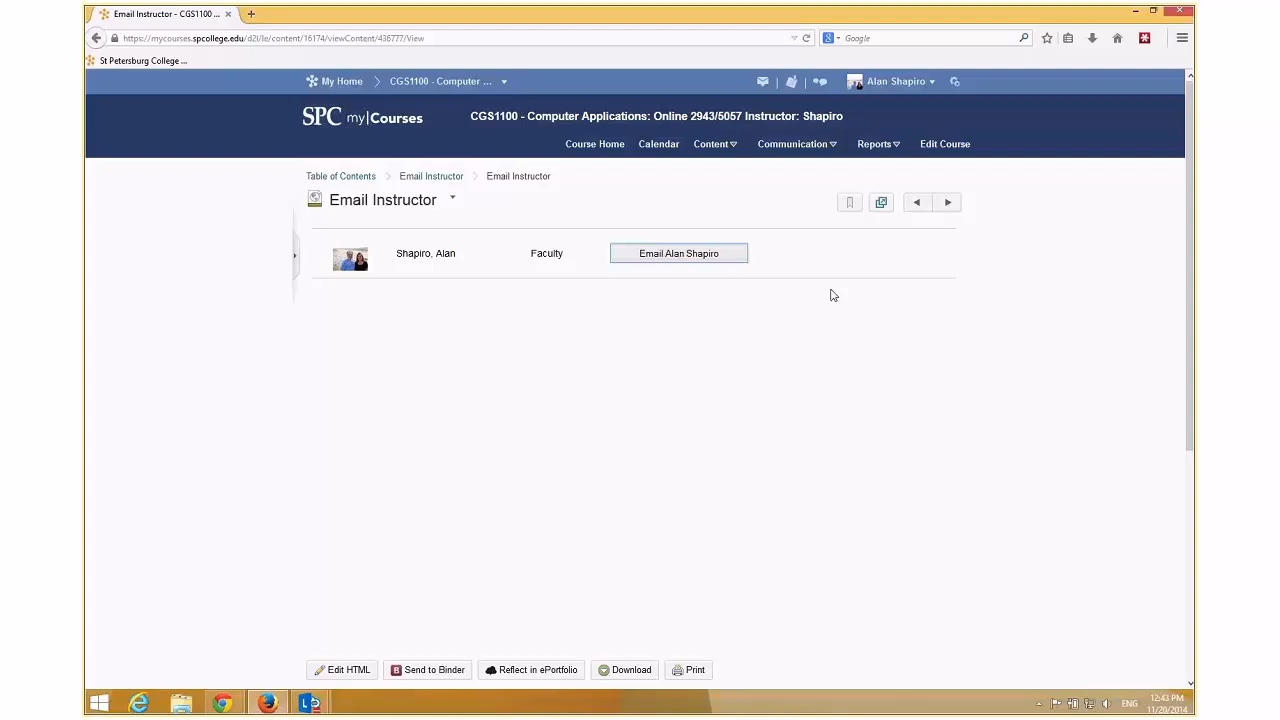 Email Instructor - CGS1100 ...
https://mycourses.spcollege.edu/d2l/le/content/16174/viewContent/436777/View
Google
St Petersburg College ...
My Home
CGS1100 - Computer ...
Alan Shapiro
SPC my|Courses
CGS1100 - Computer Applications: Online 2943/5057 Instructor: Shapiro
Course Home Calendar Content Communication Reports Edit Course
Table of Contents Email Instructor Email Instructor
Email Instructor
Shapiro, Alan Faculty Email Alan Shapiro
Edit HTML Send to Binder Reflect in ePortfolio Download Print
ENG
12:43 PM
11/20/2014